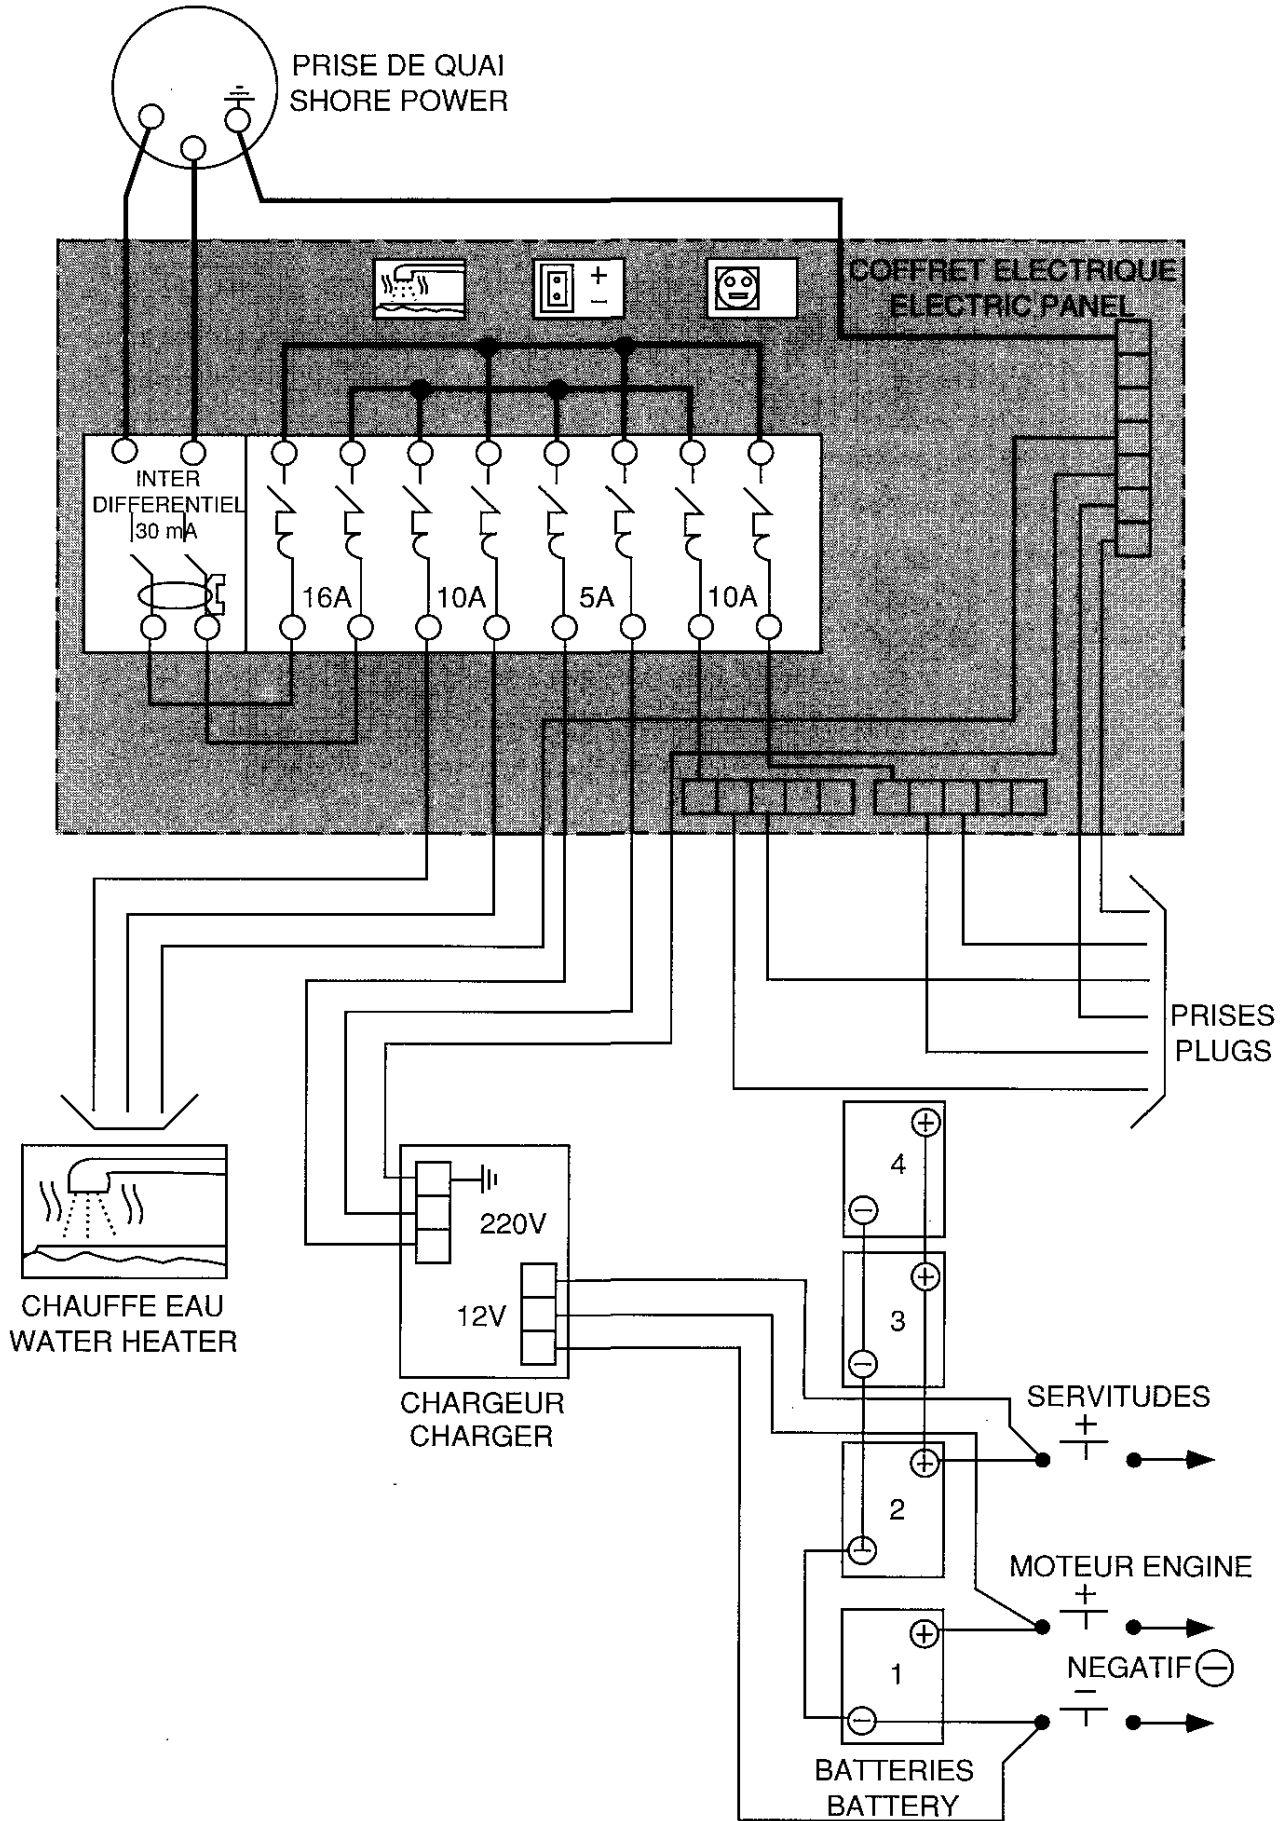 PRISE DE QUAI
SHORE POWER
COFFRET ELECTRIQUE
ELECTRIC PANEL
+
−
INTER
DIFFERENTIEL
30 mA
16A
10A
5A
10A
PRISES
PLUGS
220V
12V
CHAUFFE EAU
WATER HEATER
CHARGEUR
CHARGER
+
4
−
+
3
−
SERVITUDES
+
+
2
−
MOTEUR ENGINE
+
+
1
NEGATIF −
−
−
BATTERIES
BATTERY